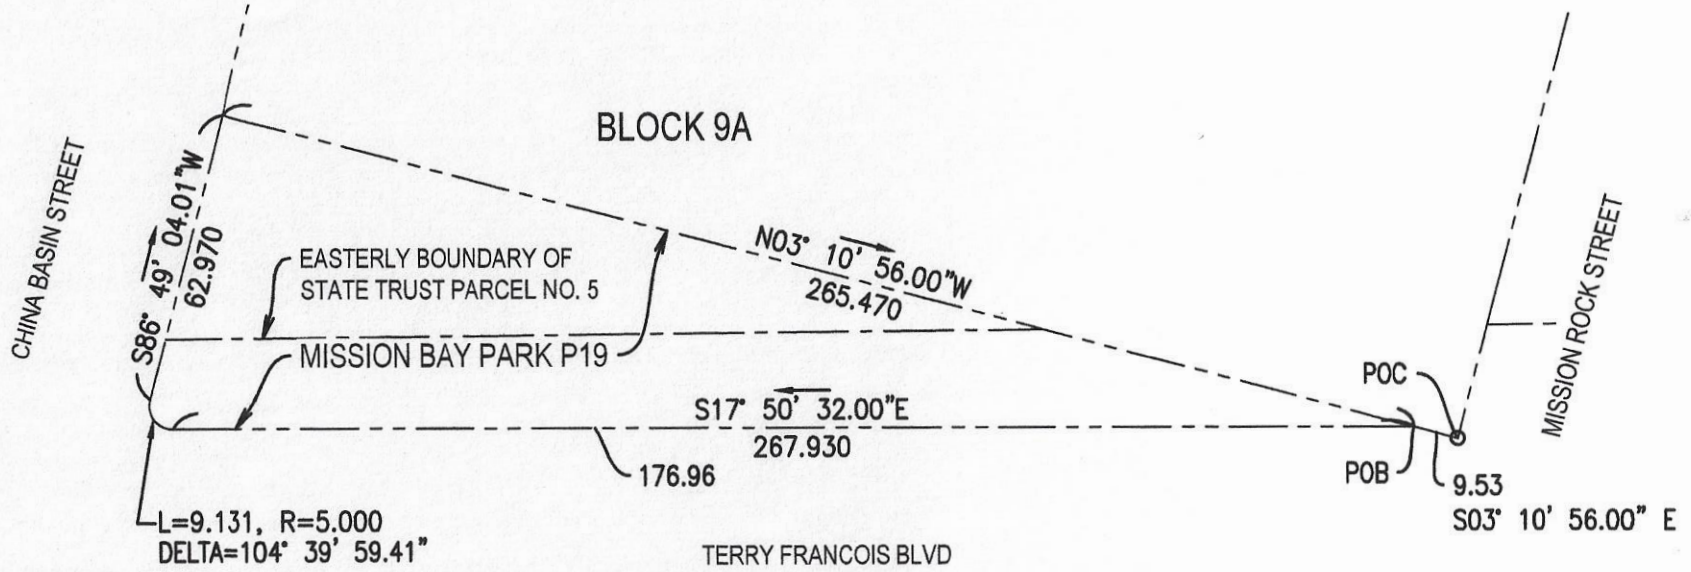 BLOCK 9A
CHINA BASIN STREET
S86° 49' 04.01"W
62.970
EASTERLY BOUNDARY OF
STATE TRUST PARCEL NO. 5
N03° 10' 56.00"W
265.470
MISSION ROCK STREET
MISSION BAY PARK P19
POC
S17° 50' 32.00"E
267.930
176.96
POB
9.53
S03° 10' 56.00" E
L=9.131, R=5.000
DELTA=104° 39' 59.41"
TERRY FRANCOIS BLVD